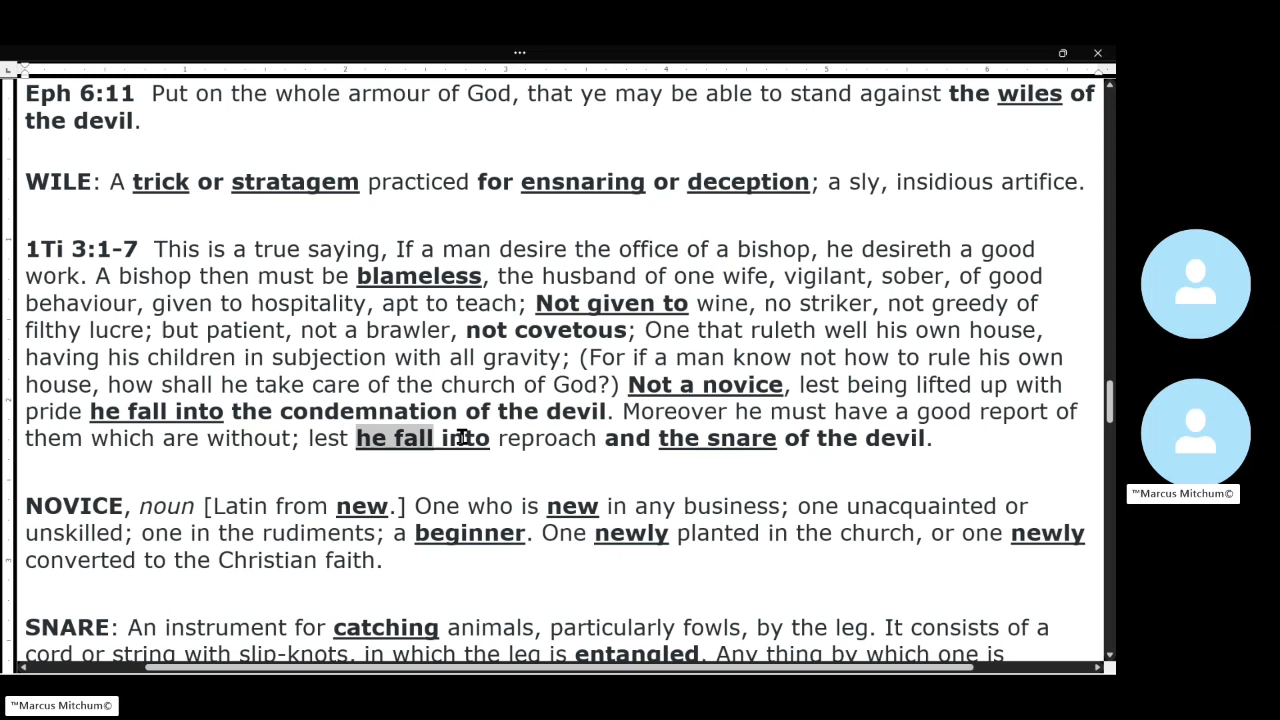 Eph 6:11 Put on the whole armour of God, that ye may be able to stand against the wiles of
the devil.
WILE: A trick or stratagem practiced for ensnaring or deception; a sly, insidious artifice.
1Ti 3:1-7 This is a true saying, If a man desire the office of a bishop, he desireth a good
work. A bishop then must be blameless, the husband of one wife, vigilant, sober, of good
behaviour, given to hospitality, apt to teach; Not given to wine, no striker, not greedy of
filthy lucre; but patient, not a brawler, not covetous; One that ruleth well his own house,
having his children in subjection with all gravity; (For if a man know not how to rule his own
house, how shall he take care of the church of God?) Not a novice, lest being lifted up with
pride he fall into the condemnation of the devil. Moreover he must have a good report of
them which are without; lest he fall into reproach and the snare of the devil.
NOVICE, noun [Latin from new.] One who is new in any business; one unacquainted or
unskilled; one in the rudiments; a beginner. One newly planted in the church, or one newly
converted to the Christian faith.
SNARE: An instrument for catching animals, particularly fowls, by the leg. It consists of a
cord or string with slip-knots, in which the leg is entangled. Any thing by which one is
™Marcus Mitchum©
™Marcus Mitchum©
1
2
3
4
5
6
1
2
3